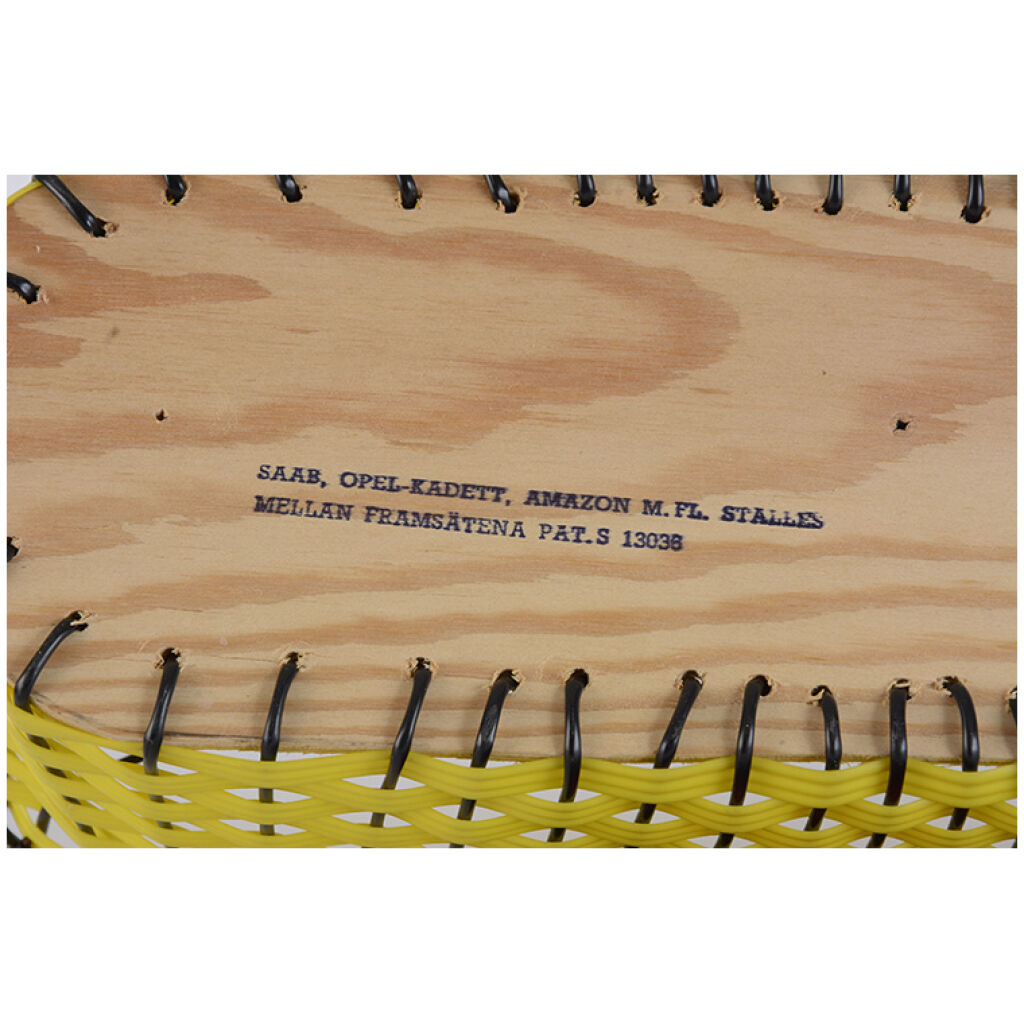 SAAB, OPEL-KADETT, AMAZON M.FL. STALLES
MELLAN FRAMSÄTENA PAT.S 13036